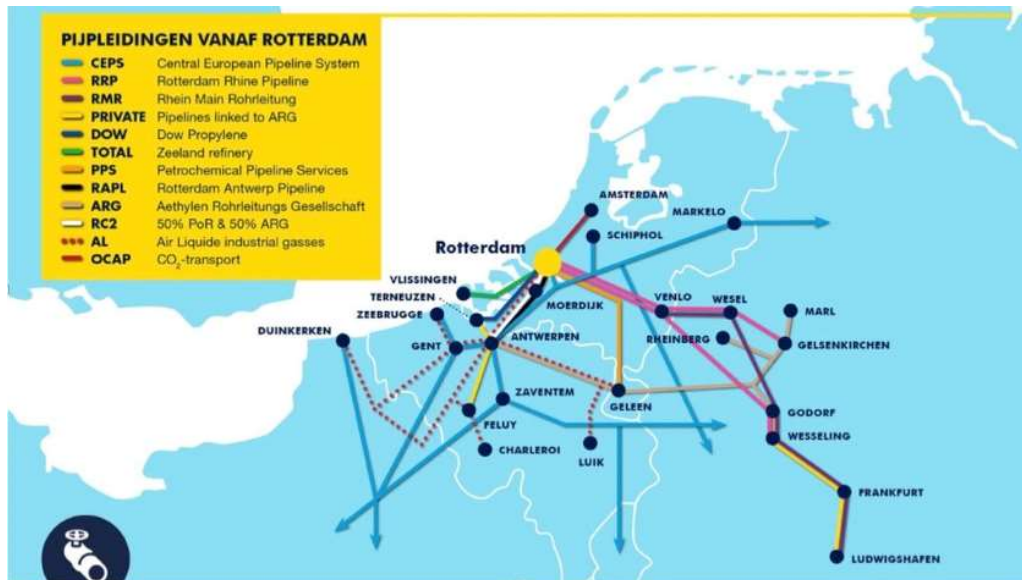 PIJPLEIDINGEN VANAF ROTTERDAM
CEPS Central European Pipeline System
RRP Rotterdam Rhine Pipeline
RMR Rhein Main Rohrleitung
PRIVATE Pipelines linked to ARG
DOW Dow Propylene
TOTAL Zeeland refinery
PPS Petrochemical Pipeline Services
RAPL Rotterdam Antwerp Pipeline
ARG Aethylen Rohrleitungs Gesellschaft
RC2 50% PoR & 50% ARG
AL Air Liquide industrial gasses
OCAP CO₂-transport
AMSTERDAM
MARKELO
SCHIPHOL
Rotterdam
VLISSINGEN
TERNEUZEN
ZEEBRUGGE
MOERDIJK
VENLO
WESEL
MARL
DUINKERKEN
GENT
ANTWERPEN
RHEINBERG
GELSENKIRCHEN
ZAVENTEM
GELEEN
GODORF
FELUY
WESSELING
CHARLEROI
LUIK
FRANKFURT
LUDWIGSHAFEN